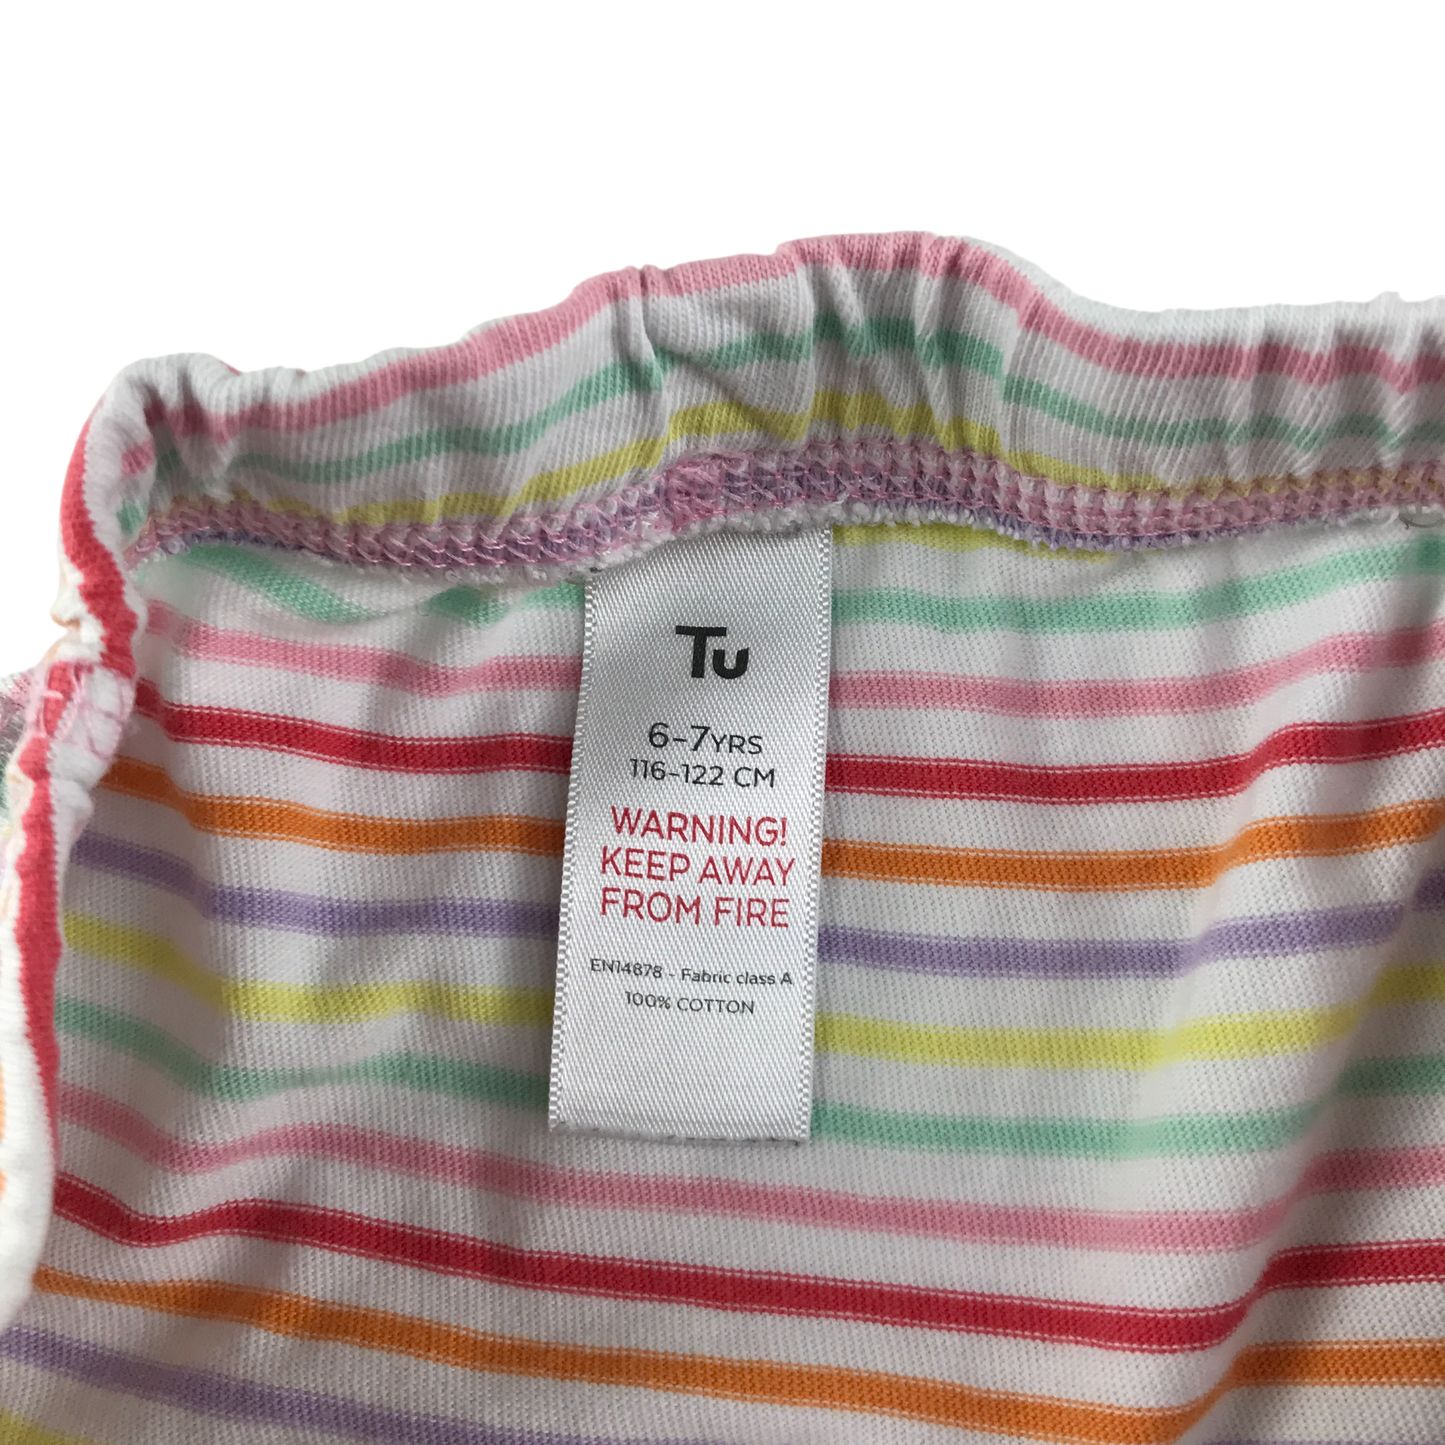 Tu
6-7YRS
116-122 CM
WARNING!
KEEP AWAY
FROM FIRE
EN14878 - Fabric class A
100% COTTON